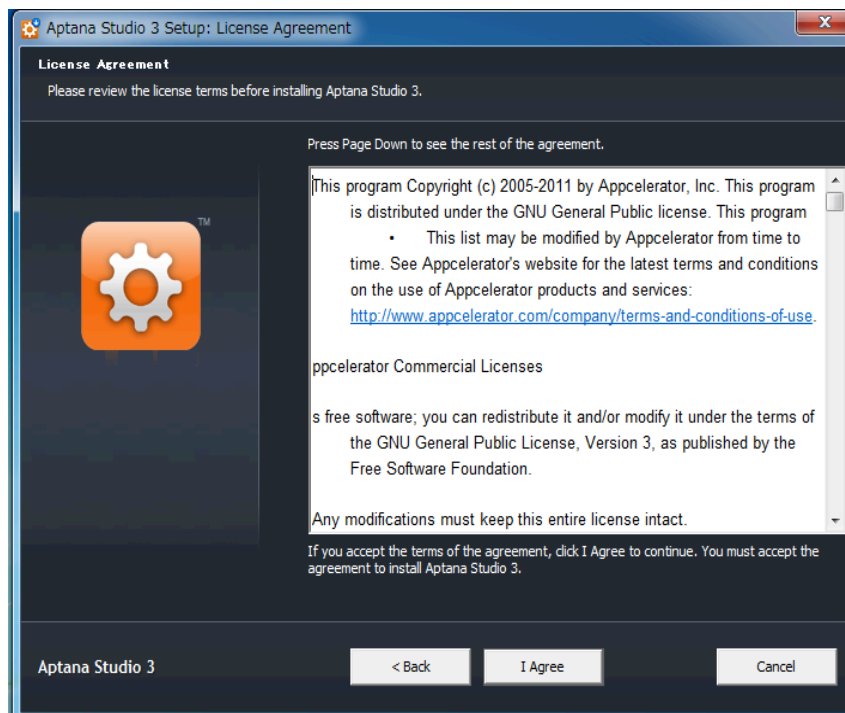 Aptana Studio 3 Setup: License Agreement
License Agreement
Please review the license terms before installing Aptana Studio 3.
Press Page Down to see the rest of the agreement.
TM
This program Copyright (c) 2005-2011 by Appcelerator, Inc. This program
is distributed under the GNU General Public license. This program
• This list may be modified by Appcelerator from time to
time. See Appcelerator's website for the latest terms and conditions
on the use of Appcelerator products and services:
http://www.appcelerator.com/company/terms-and-conditions-of-use.
ppcelerator Commercial Licenses
s free software; you can redistribute it and/or modify it under the terms of
the GNU General Public License, Version 3, as published by the
Free Software Foundation.
Any modifications must keep this entire license intact.
If you accept the terms of the agreement, click I Agree to continue. You must accept the
agreement to install Aptana Studio 3.
Aptana Studio 3
< Back
I Agree
Cancel